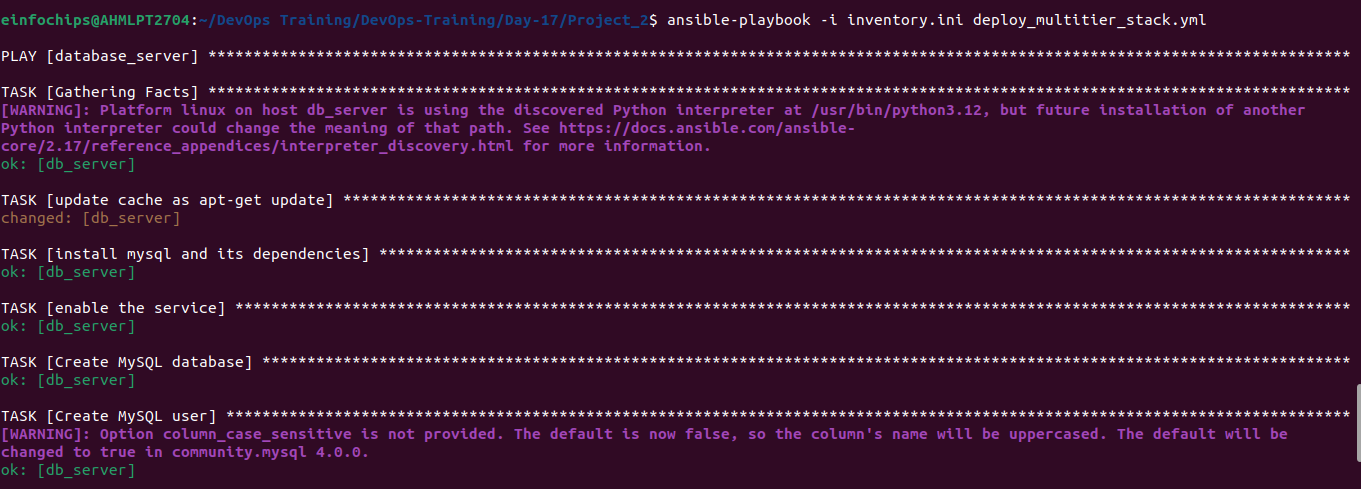 einfochips@AHMLPT2704:~/DevOps Training/DevOps-Training/Day-17/Project_2$ ansible-playbook -i inventory.ini deploy_multitier_stack.yml
PLAY [database_server] *******************************************************************************************************************************
TASK [Gathering Facts] *******************************************************************************************************************************
[WARNING]: Platform linux on host db_server is using the discovered Python interpreter at /usr/bin/python3.12, but future installation of another
Python interpreter could change the meaning of that path. See https://docs.ansible.com/ansible-
core/2.17/reference_appendices/interpreter_discovery.html for more information.
ok: [db_server]
TASK [update cache as apt-get update] ****************************************************************************************************************
changed: [db_server]
TASK [install mysql and its dependencies] ************************************************************************************************************
ok: [db_server]
TASK [enable the service] ****************************************************************************************************************************
ok: [db_server]
TASK [Create MySQL database] *************************************************************************************************************************
ok: [db_server]
TASK [Create MySQL user] *****************************************************************************************************************************
[WARNING]: Option column_case_sensitive is not provided. The default is now false, so the column's name will be uppercased. The default will be
changed to true in community.mysql 4.0.0.
ok: [db_server]